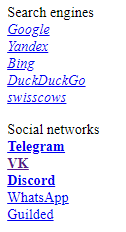 Search engines
Google
Yandex
Bing
DuckDuckGo
swisscows
Social networks
Telegram
VK
Discord
WhatsApp
Guilded